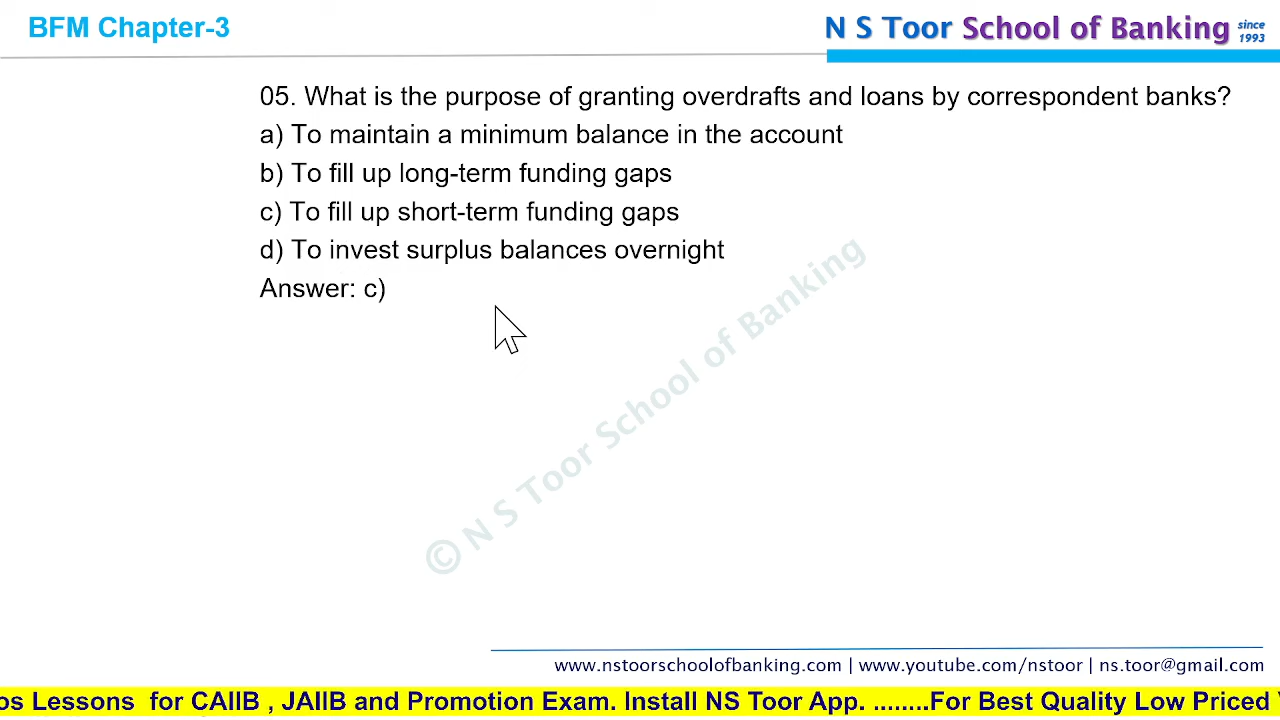 BFM Chapter-3
N S Toor School of Banking since 1993
05. What is the purpose of granting overdrafts and loans by correspondent banks?
a) To maintain a minimum balance in the account
b) To fill up long-term funding gaps
c) To fill up short-term funding gaps
d) To invest surplus balances overnight
Answer: c)
© N S Toor School of Banking
www.nstoorschoolofbanking.com | www.youtube.com/nstoor | ns.toor@gmail.com
os Lessons for CAIIB , JAIIB and Promotion Exam. Install NS Toor App. ........For Best Quality Low Priced